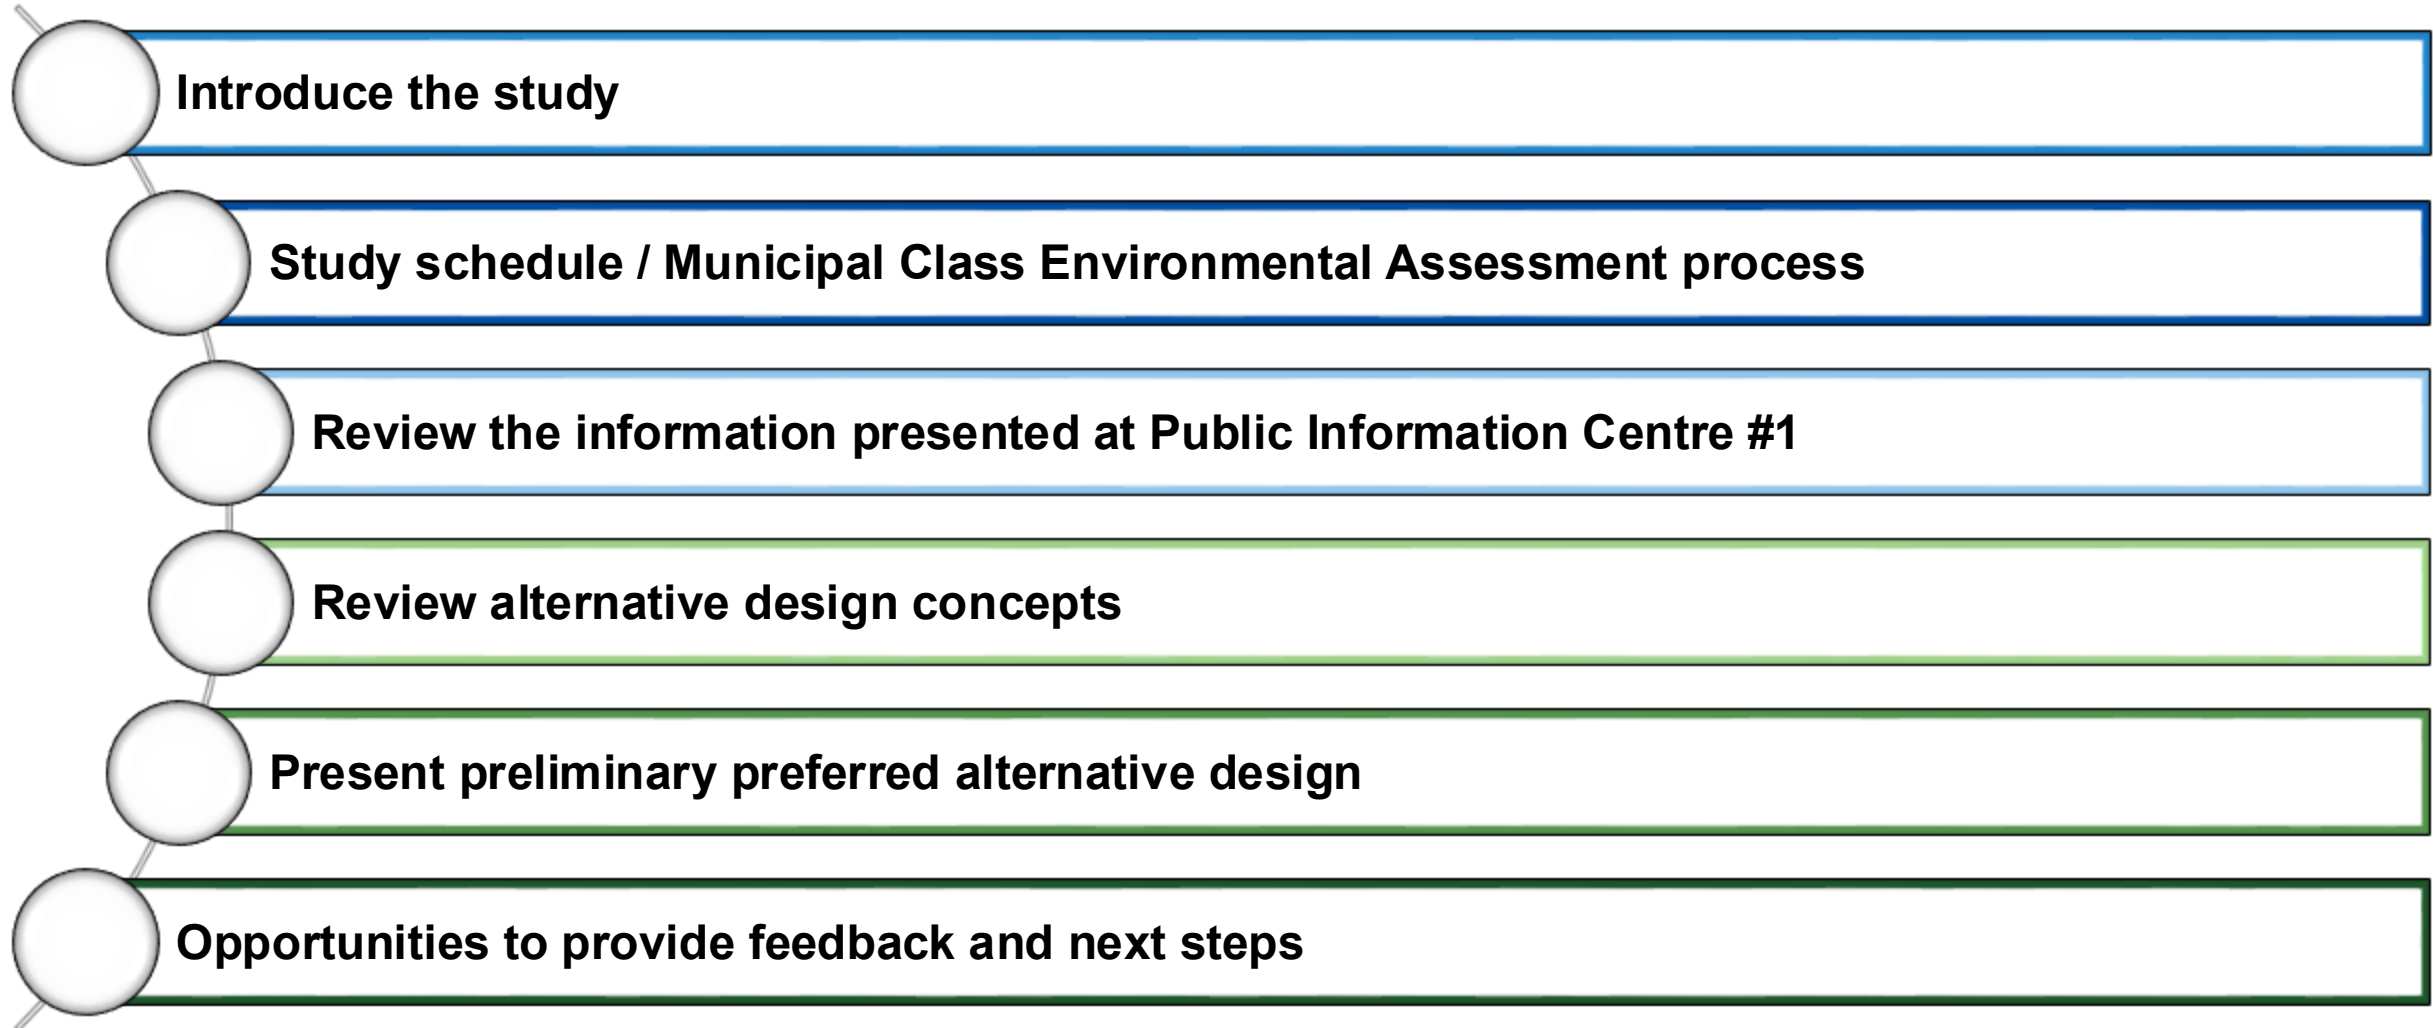 Introduce the study
Study schedule / Municipal Class Environmental Assessment process
Review the information presented at Public Information Centre #1
Review alternative design concepts
Present preliminary preferred alternative design
Opportunities to provide feedback and next steps